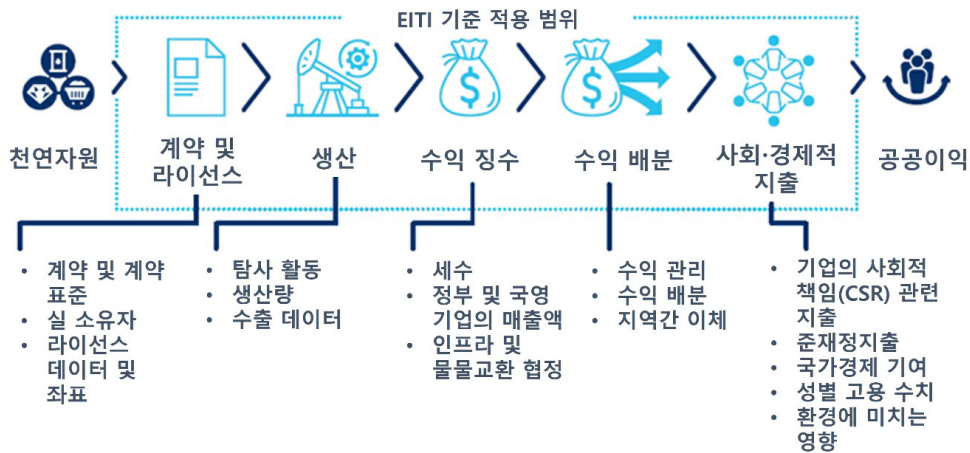 EITI 기준 적용 범위
천연자원
계약 및
라이선스
생산
수익 징수
수익 배분
사회·경제적
지출
공공이익
• 계약 및 계약
표준
• 실 소유자
• 라이선스
데이터 및
좌표
• 탐사 활동
• 생산량
• 수출 데이터
• 세수
• 정부 및 국영
기업의 매출액
• 인프라 및
물물교환 협정
• 수익 관리
• 수익 배분
• 지역간 이체
• 기업의 사회적
책임(CSR) 관련
지출
• 준재정지출
• 국가경제 기여
• 성별 고용 수치
• 환경에 미치는
영향